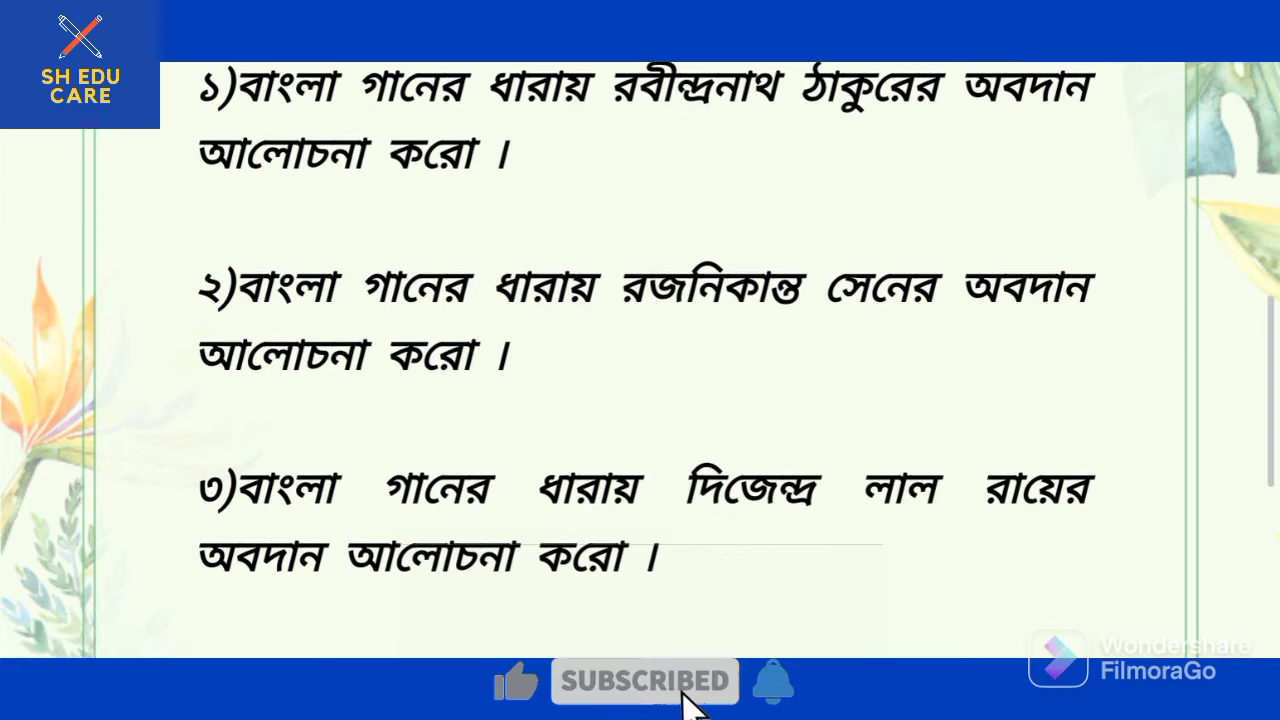 SH EDU
CARE
১)বাংলা গানের ধারায় রবীন্দ্রনাথ ঠাকুরের অবদান
আলোচনা করো ।
২)বাংলা গানের ধারায় রজনিকান্ত সেনের অবদান
আলোচনা করো ।
৩)বাংলা গানের ধারায় দিজেন্দ্র লাল রায়ের
অবদান আলোচনা করো ।
Wondershare
FilmoraGo
SUBSCRIBED